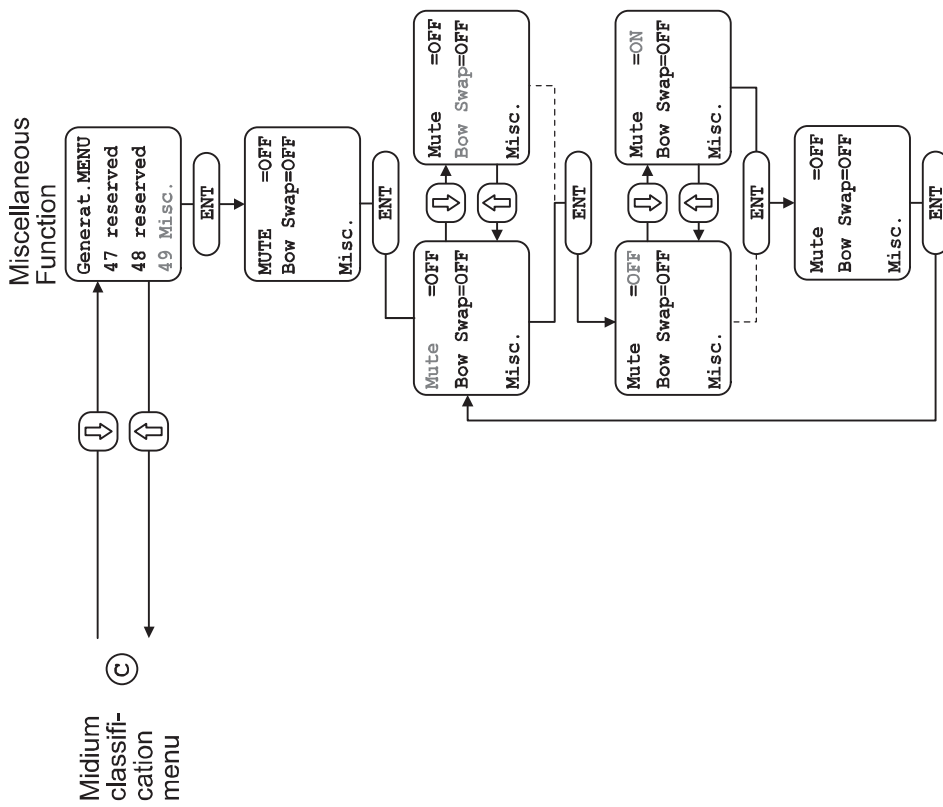 Miscellaneous
Function
Midium
classifi-
cation
menu
C
Generat.MENU
47 reserved
48 reserved
49 Misc.
ENT
MUTE =OFF
Bow Swap=OFF
Misc.
ENT
Mute =OFF
Bow Swap=OFF
Misc.
Mute =OFF
Bow Swap=OFF
Misc.
ENT
Mute =OFF
Bow Swap=OFF
Misc.
Mute =ON
Bow Swap=OFF
Misc.
ENT
Mute =OFF
Bow Swap=OFF
Misc.
ENT